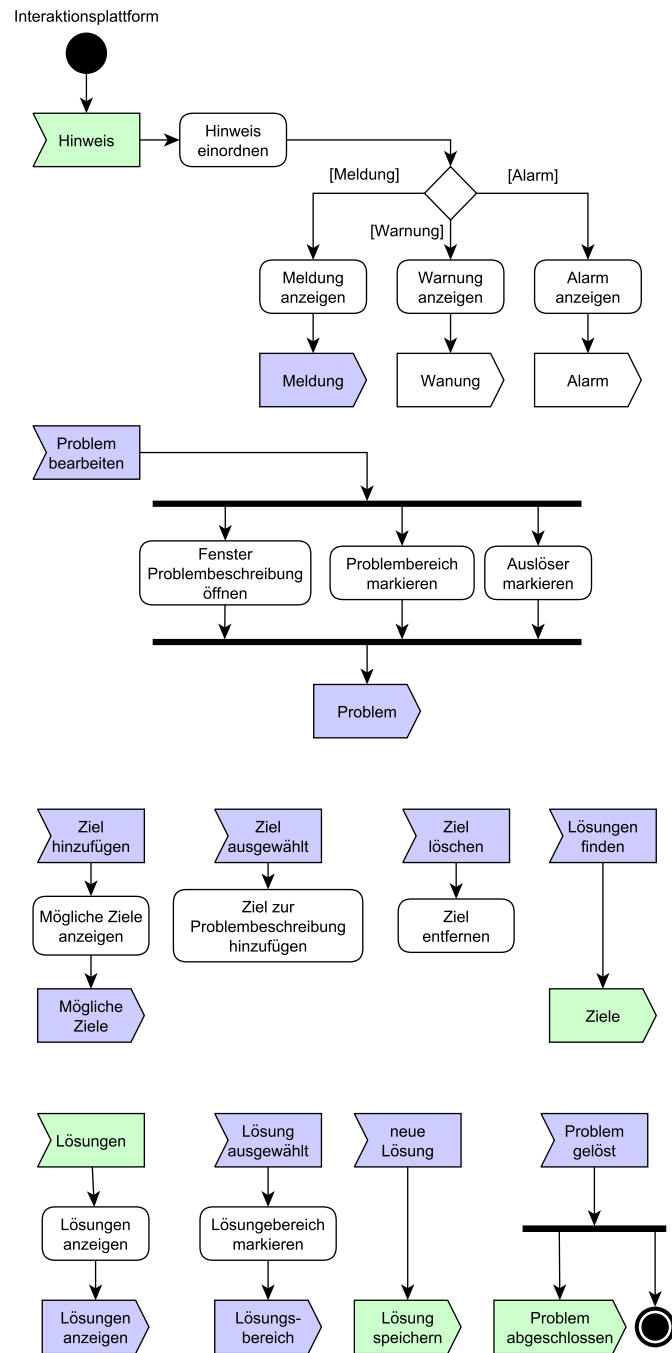 Interaktionsplattform
Hinweis
Hinweis
einordnen
[Meldung]
[Alarm]
[Warnung]
Meldung
anzeigen
Warnung
anzeigen
Alarm
anzeigen
Meldung
Wanung
Alarm
Problem
bearbeiten
Fenster
Problembeschreibung
öffnen
Problembereich
markieren
Auslöser
markieren
Problem
Ziel
hinzufügen
Ziel
ausgewählt
Ziel
löschen
Lösungen
finden
Mögliche Ziele
anzeigen
Ziel zur
Problembeschreibung
hinzufügen
Ziel
entfernen
Mögliche
Ziele
Ziele
Lösungen
Lösung
ausgewählt
neue
Lösung
Problem
gelöst
Lösungen
anzeigen
Lösungebereich
markieren
Lösungen
anzeigen
Lösungs-
bereich
Lösung
speichern
Problem
abgeschlossen